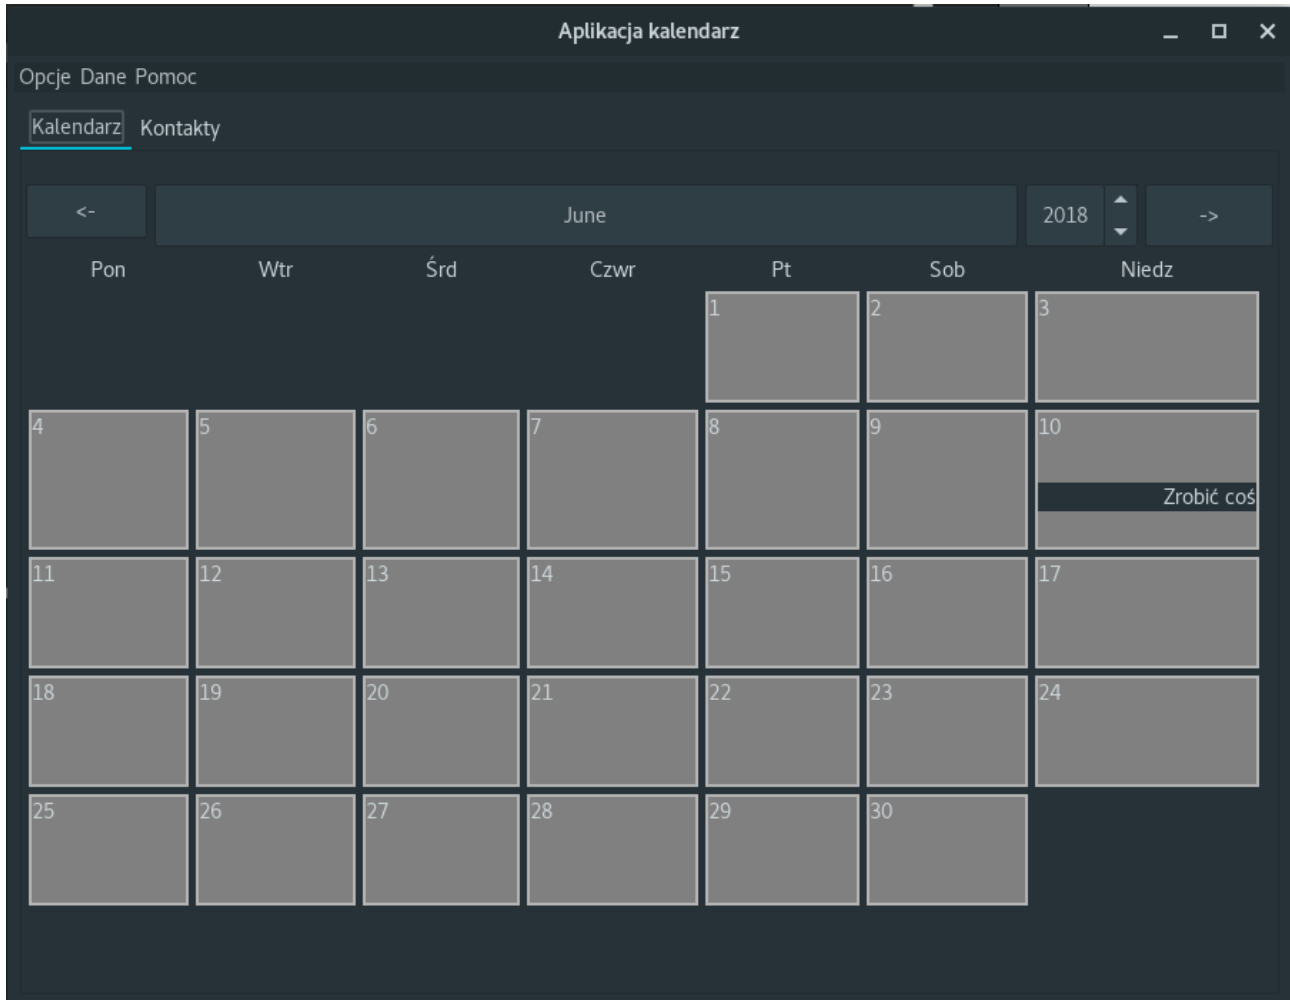 Aplikacja kalendarz
Opcje Dane Pomoc
Kalendarz Kontakty
<- June 2018 ->
Pon Wtr Śrd Czwr Pt Sob Niedz
1 2 3
4 5 6 7 8 9 10
Zrobić coś
11 12 13 14 15 16 17
18 19 20 21 22 23 24
25 26 27 28 29 30